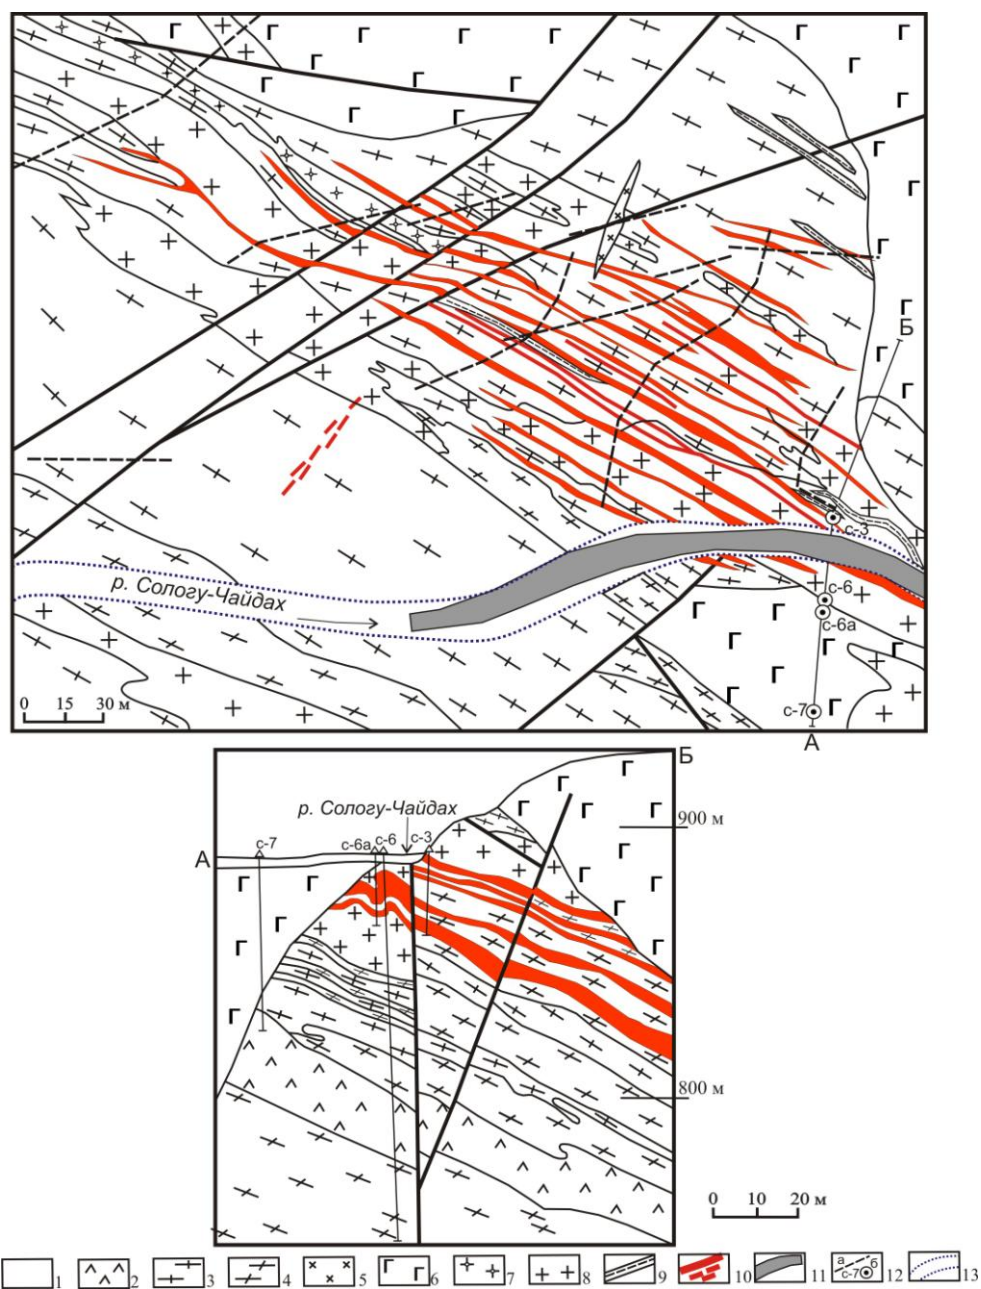 Б
с-3
р. Сологу-Чайдах
с-6
с-6а
0 15 30 м
с-7
А
Б
р. Сологу-Чайдах
900 м
с-7
с-6а
с-6
с-3
А
800 м
0 10 20 м
1 2 3 4 5 6 7 8 9 10 11 а с-7 б 12 13